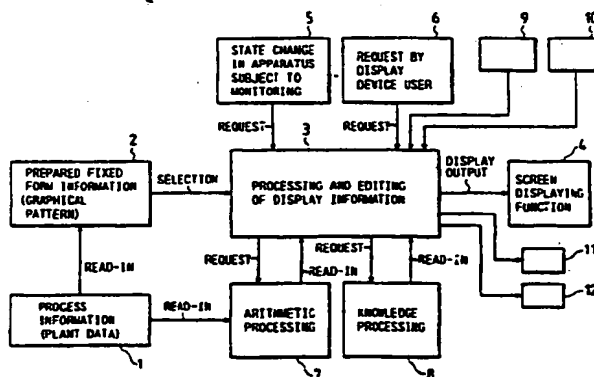 5
6
9
10
STATE CHANGE
IN APPARATUS
SUBJECT TO
MONITORING
REQUEST BY
DISPLAY
DEVICE USER
REQUEST
REQUEST
2
3
4
PREPARED FIXED
FORM INFORMATION
(GRAPHICAL
PATTERN)
SELECTION
PROCESSING AND EDITING
OF DISPLAY INFORMATION
DISPLAY
OUTPUT
SCREEN
DISPLAYING
FUNCTION
READ-IN
REQUEST
READ-IN
REQUEST
READ-IN
11
12
PROCESS
INFORMATION
(PLANT DATA)
READ-IN
ARITHMETIC
PROCESSING
KNOWLEDGE
PROCESSING
1
7
8